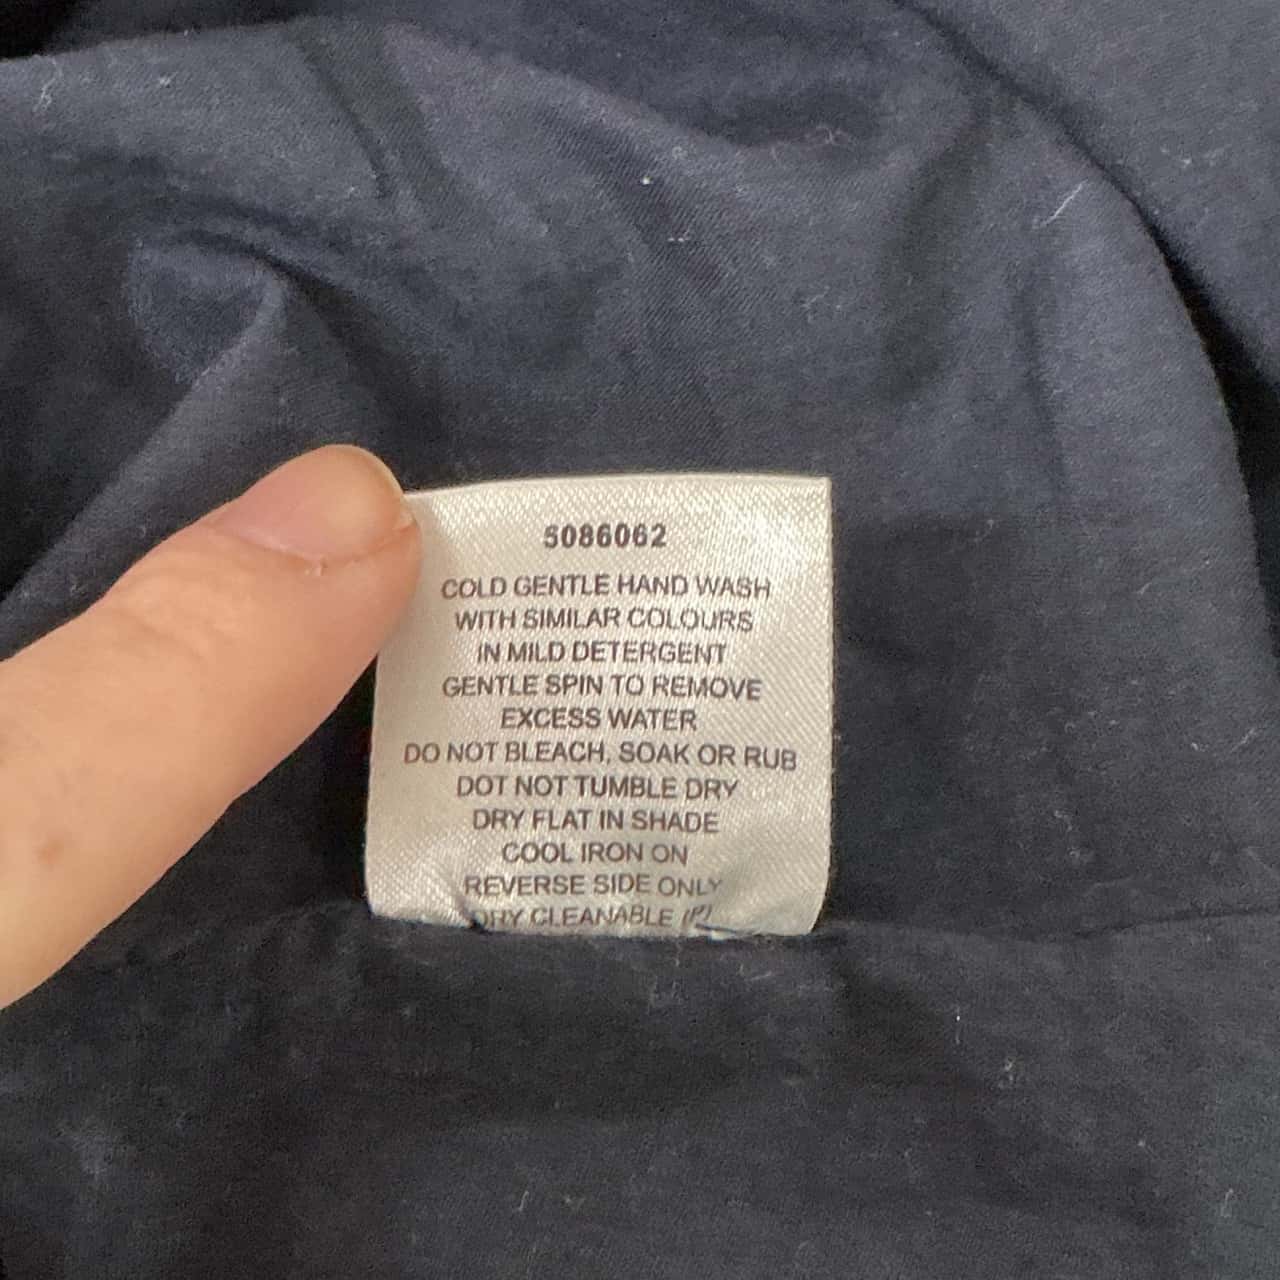 5086062
COLD GENTLE HAND WASH
WITH SIMILAR COLOURS
IN MILD DETERGENT
GENTLE SPIN TO REMOVE
EXCESS WATER
DO NOT BLEACH, SOAK OR RUB
DOT NOT TUMBLE DRY
DRY FLAT IN SHADE
COOL IRON ON
REVERSE SIDE ONLY
DRY CLEANABLE (P)